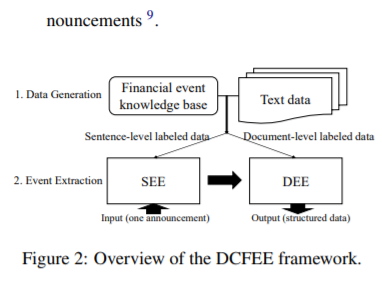 nouncements 9.
1. Data Generation
Financial event
knowledge base
Text data
Sentence-level labeled data
Document-level labeled data
2. Event Extraction
SEE
DEE
Input (one announcement)
Output (structured data)
Figure 2: Overview of the DCFEE framework.